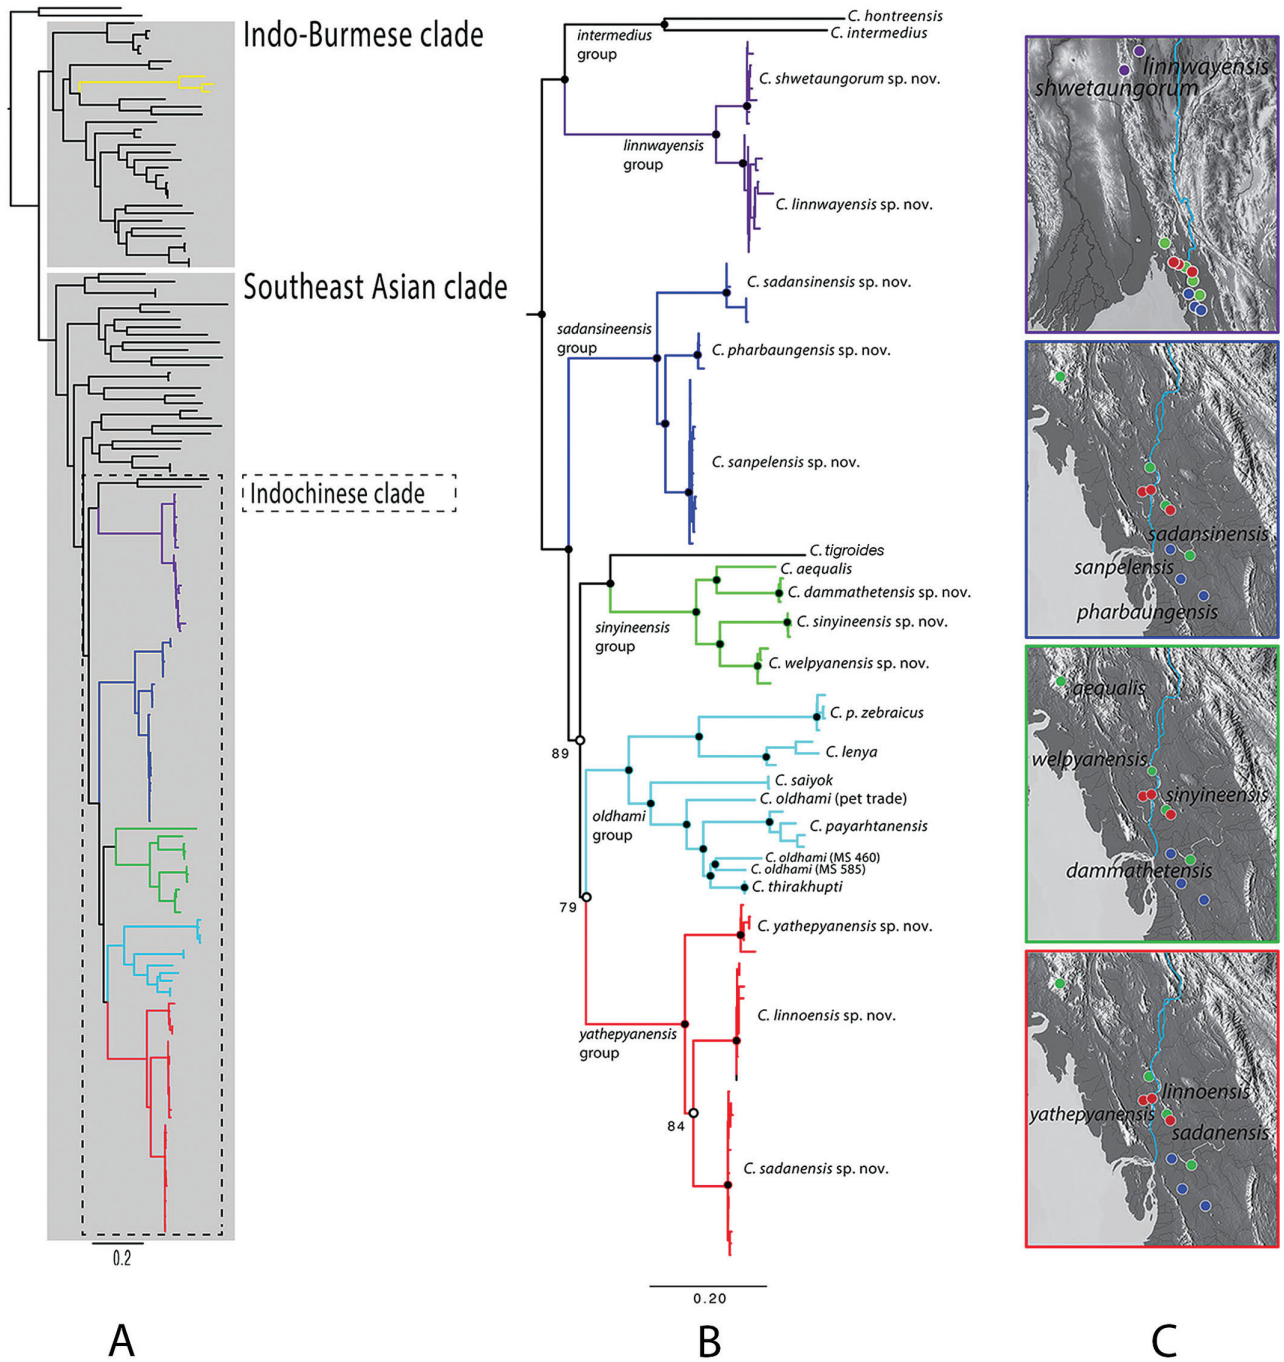 Indo-Burmese clade
Southeast Asian clade
Indochinese clade
0.2
A
C. hontreensis
C. intermedius
intermedius
group
C. shwetaungorum sp. nov.
linnwayensis
group
C. linnwayensis sp. nov.
C. sadansinensis sp. nov.
sadansineensis
group
C. pharbaungensis sp. nov.
C. sanpelensis sp. nov.
C. tigroides
C. aequalis
C. dammathetensis sp. nov.
sinyineensis
group
C. sinyineensis sp. nov.
C. welpyanensis sp. nov.
C. p. zebraicus
89
C. lenya
C. saiyok
C. oldhami (pet trade)
oldhami
group
C. payarhtanensis
C. oldhami (MS 460)
C. oldhami (MS 585)
C. thirakhupti
79
C. yathepyanensis sp. nov.
C. linnoensis sp. nov.
yathepyanensis
group
84
C. sadanensis sp. nov.
0.20
B
linnwayensis
shwetaungorum
sadansinensis
sanpelensis
pharbaungensis
aequalis
welpyanensis
sinyineensis
dammathetensis
linnoensis
yathepyanensis
sadanensis
C